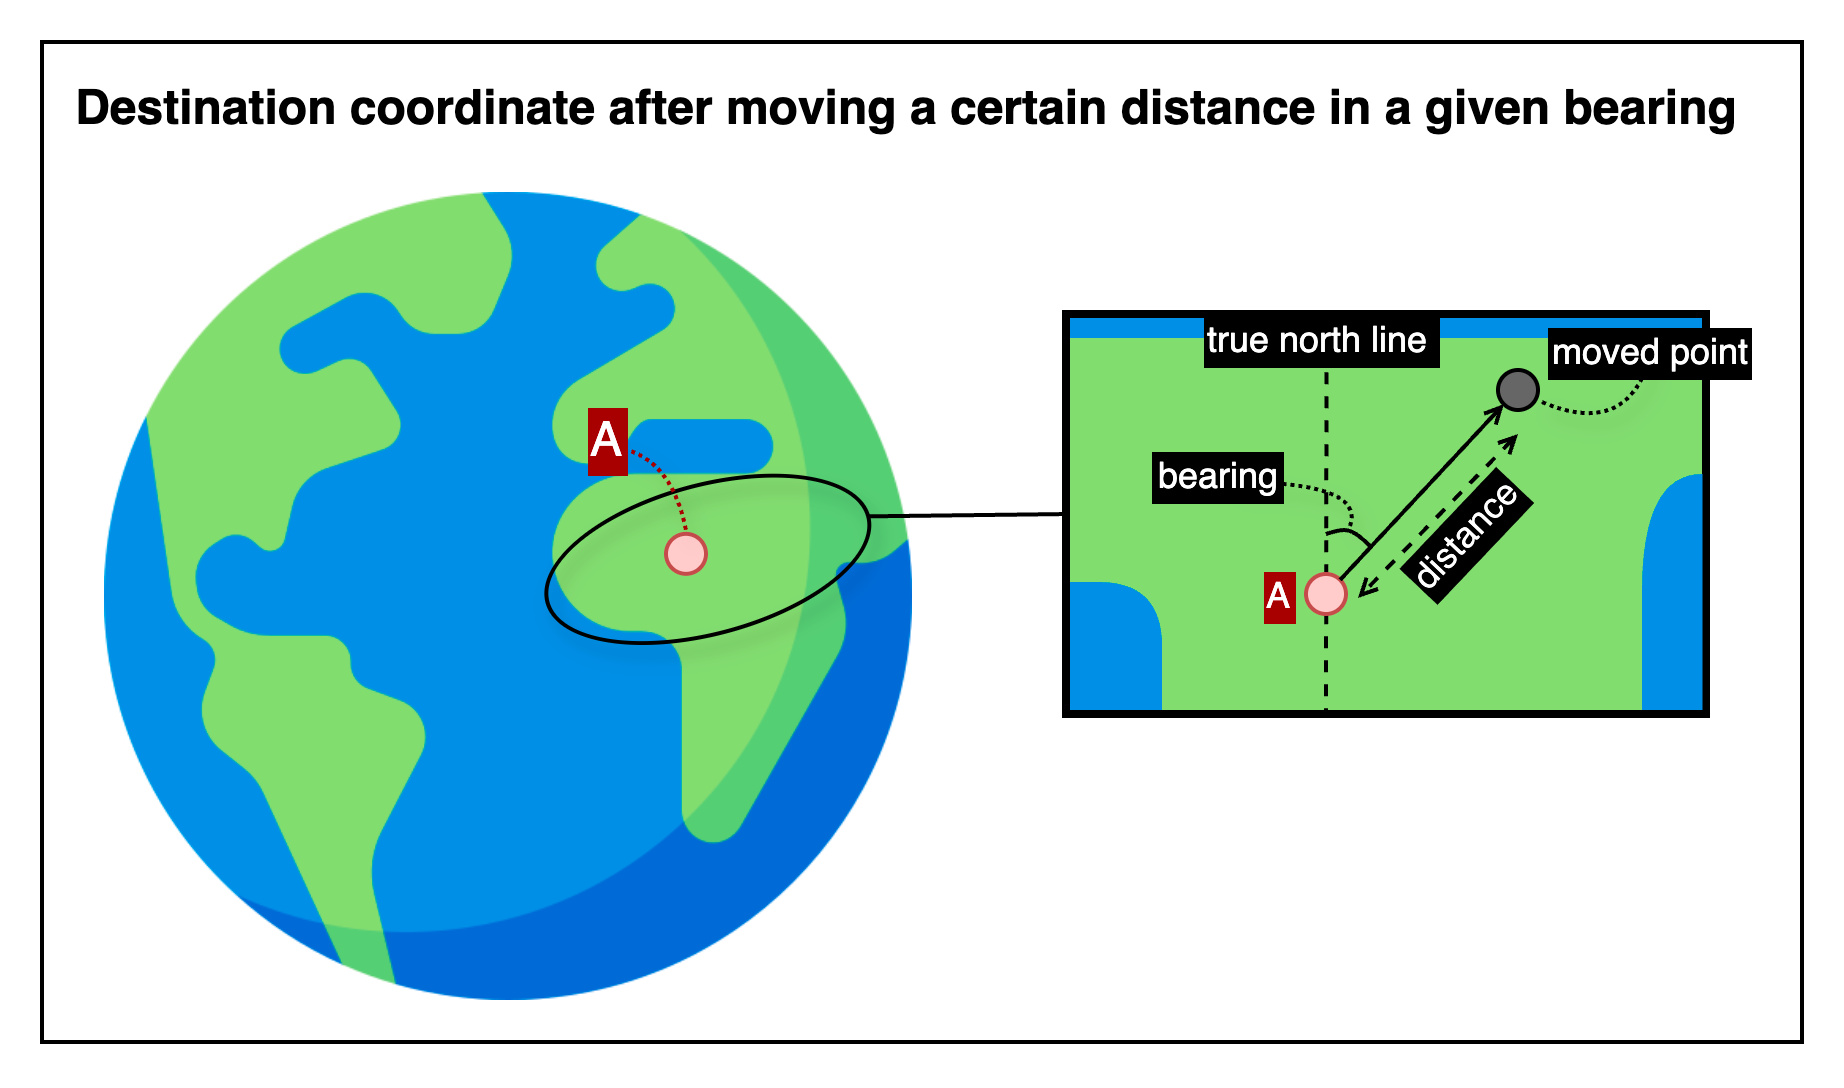 Destination coordinate after moving a certain distance in a given bearing
A
true north line
moved point
bearing
distance
A